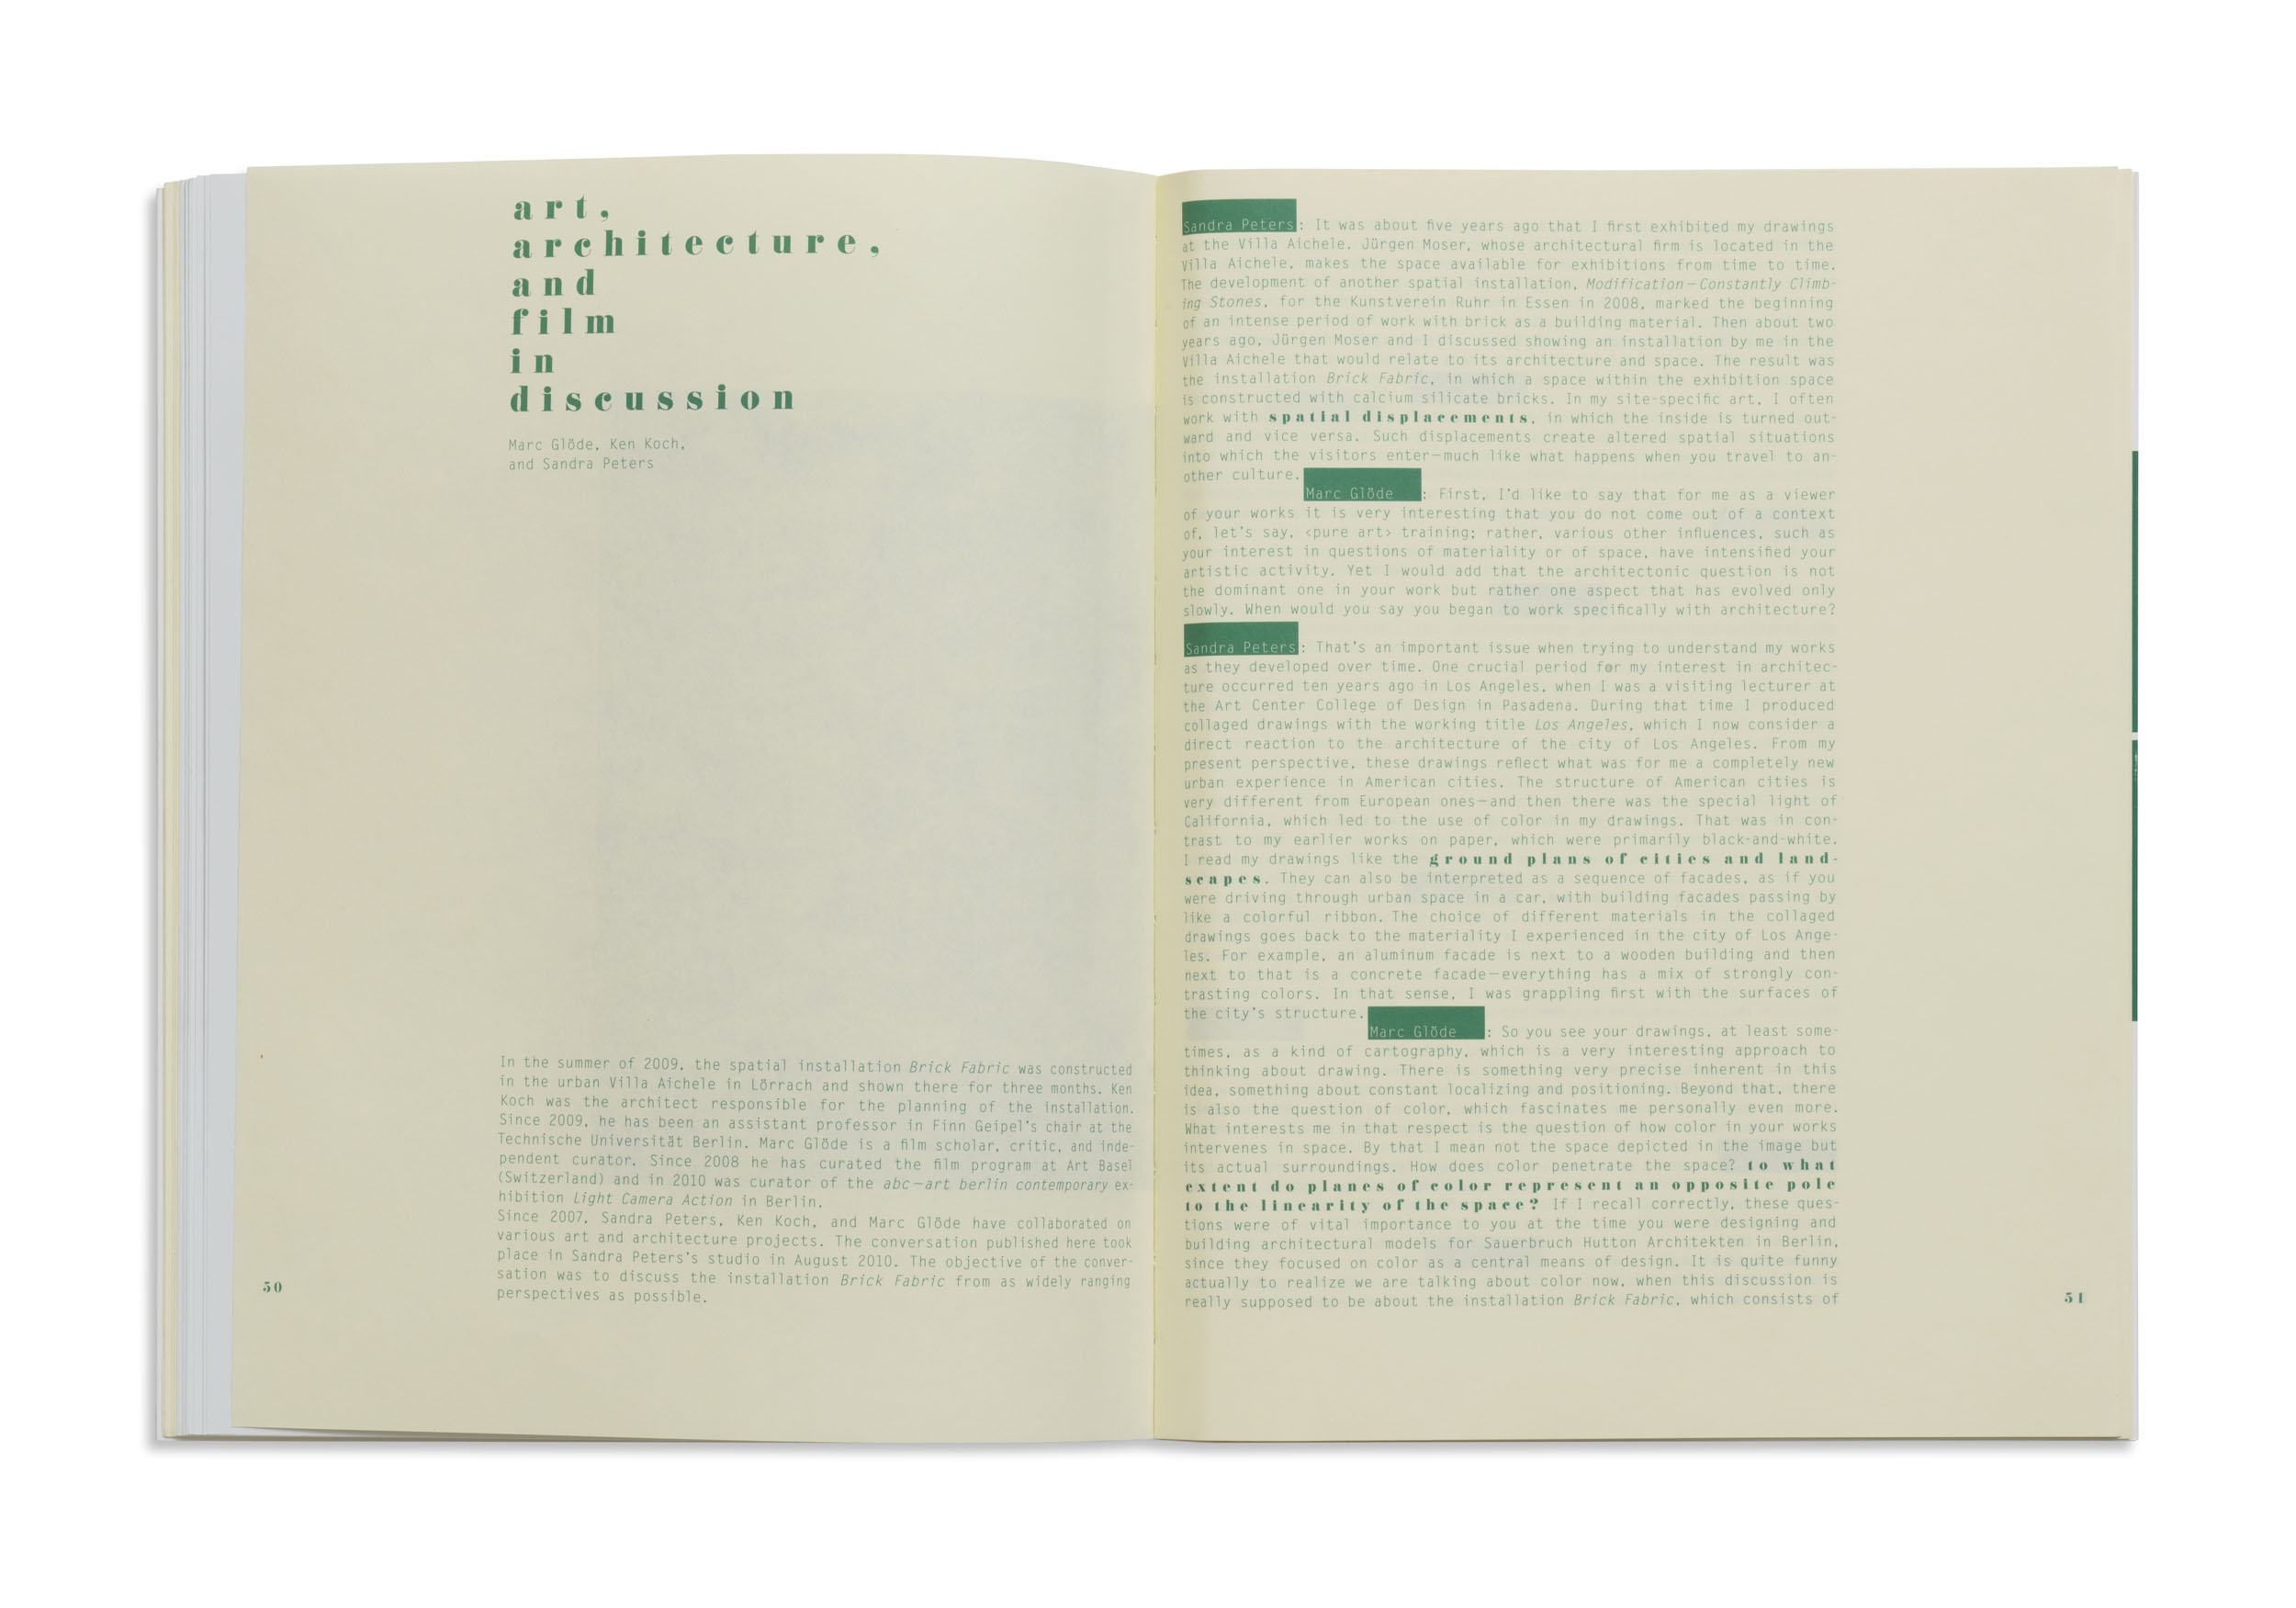 art,
architecture,
and
film
in
discussion
Marc Glöde, Ken Koch,
and Sandra Peters
In the summer of 2009, the spatial installation Brick Fabric was constructed
in the urban Villa Aichele in Lörrach and shown there for three months. Ken
Koch was the architect responsible for the planning of the installation.
Since 2009, he has been an assistant professor in Finn Geipel's chair at the
Technische Universität Berlin. Marc Glöde is a film scholar, critic, and inde-
pendent curator. Since 2008 he has curated the film program at Art Basel
(Switzerland) and in 2010 was curator of the abc—art berlin contemporary ex-
hibition Light Camera Action in Berlin.
Since 2007, Sandra Peters, Ken Koch, and Marc Glöde have collaborated on
various art and architecture projects. The conversation published here took
place in Sandra Peters's studio in August 2010. The objective of the conver-
sation was to discuss the installation Brick Fabric from as widely ranging
perspectives as possible.
50
Sandra Peters: It was about five years ago that I first exhibited my drawings
at the Villa Aichele. Jürgen Moser, whose architectural firm is located in the
Villa Aichele, makes the space available for exhibitions from time to time.
The development of another spatial installation, Modification—Constantly Climb-
ing Stones, for the Kunstverein Ruhr in Essen in 2008, marked the beginning
of an intense period of work with brick as a building material. Then about two
years ago, Jürgen Moser and I discussed showing an installation by me in the
Villa Aichele that would relate to its architecture and space. The result was
the installation Brick Fabric, in which a space within the exhibition space
is constructed with calcium silicate bricks. In my site-specific art, I often
work with spatial displacements, in which the inside is turned out-
ward and vice versa. Such displacements create altered spatial situations
into which the visitors enter—much like what happens when you travel to an-
other culture.
Marc Glöde : First, I'd like to say that for me as a viewer
of your works it is very interesting that you do not come out of a context
of, let's say, ‹pure art› training; rather, various other influences, such as
your interest in questions of materiality or of space, have intensified your
artistic activity. Yet I would add that the architectonic question is not
the dominant one in your work but rather one aspect that has evolved only
slowly. When would you say you began to work specifically with architecture?
Sandra Peters: That's an important issue when trying to understand my works
as they developed over time. One crucial period for my interest in architec-
ture occurred ten years ago in Los Angeles, when I was a visiting lecturer at
the Art Center College of Design in Pasadena. During that time I produced
collaged drawings with the working title Los Angeles, which I now consider a
direct reaction to the architecture of the city of Los Angeles. From my
present perspective, these drawings reflect what was for me a completely new
urban experience in American cities. The structure of American cities is
very different from European ones—and then there was the special light of
California, which led to the use of color in my drawings. That was in con-
trast to my earlier works on paper, which were primarily black-and-white.
I read my drawings like the ground plans of cities and land-
scapes. They can also be interpreted as a sequence of facades, as if you
were driving through urban space in a car, with building facades passing by
like a colorful ribbon. The choice of different materials in the collaged
drawings goes back to the materiality I experienced in the city of Los Ange-
les. For example, an aluminum facade is next to a wooden building and then
next to that is a concrete facade—everything has a mix of strongly con-
trasting colors. In that sense, I was grappling first with the surfaces of
the city's structure.
Marc Glöde : So you see your drawings, at least some-
times, as a kind of cartography, which is a very interesting approach to
thinking about drawing. There is something very precise inherent in this
idea, something about constant localizing and positioning. Beyond that, there
is also the question of color, which fascinates me personally even more.
What interests me in that respect is the question of how color in your works
intervenes in space. By that I mean not the space depicted in the image but
its actual surroundings. How does color penetrate the space? to what
extent do planes of color represent an opposite pole
to the linearity of the space? If I recall correctly, these ques-
tions were of vital importance to you at the time you were designing and
building architectural models for Sauerbruch Hutton Architekten in Berlin,
since they focused on color as a central means of design. It is quite funny
actually to realize we are talking about color now, when this discussion is
really supposed to be about the installation Brick Fabric, which consists of
51